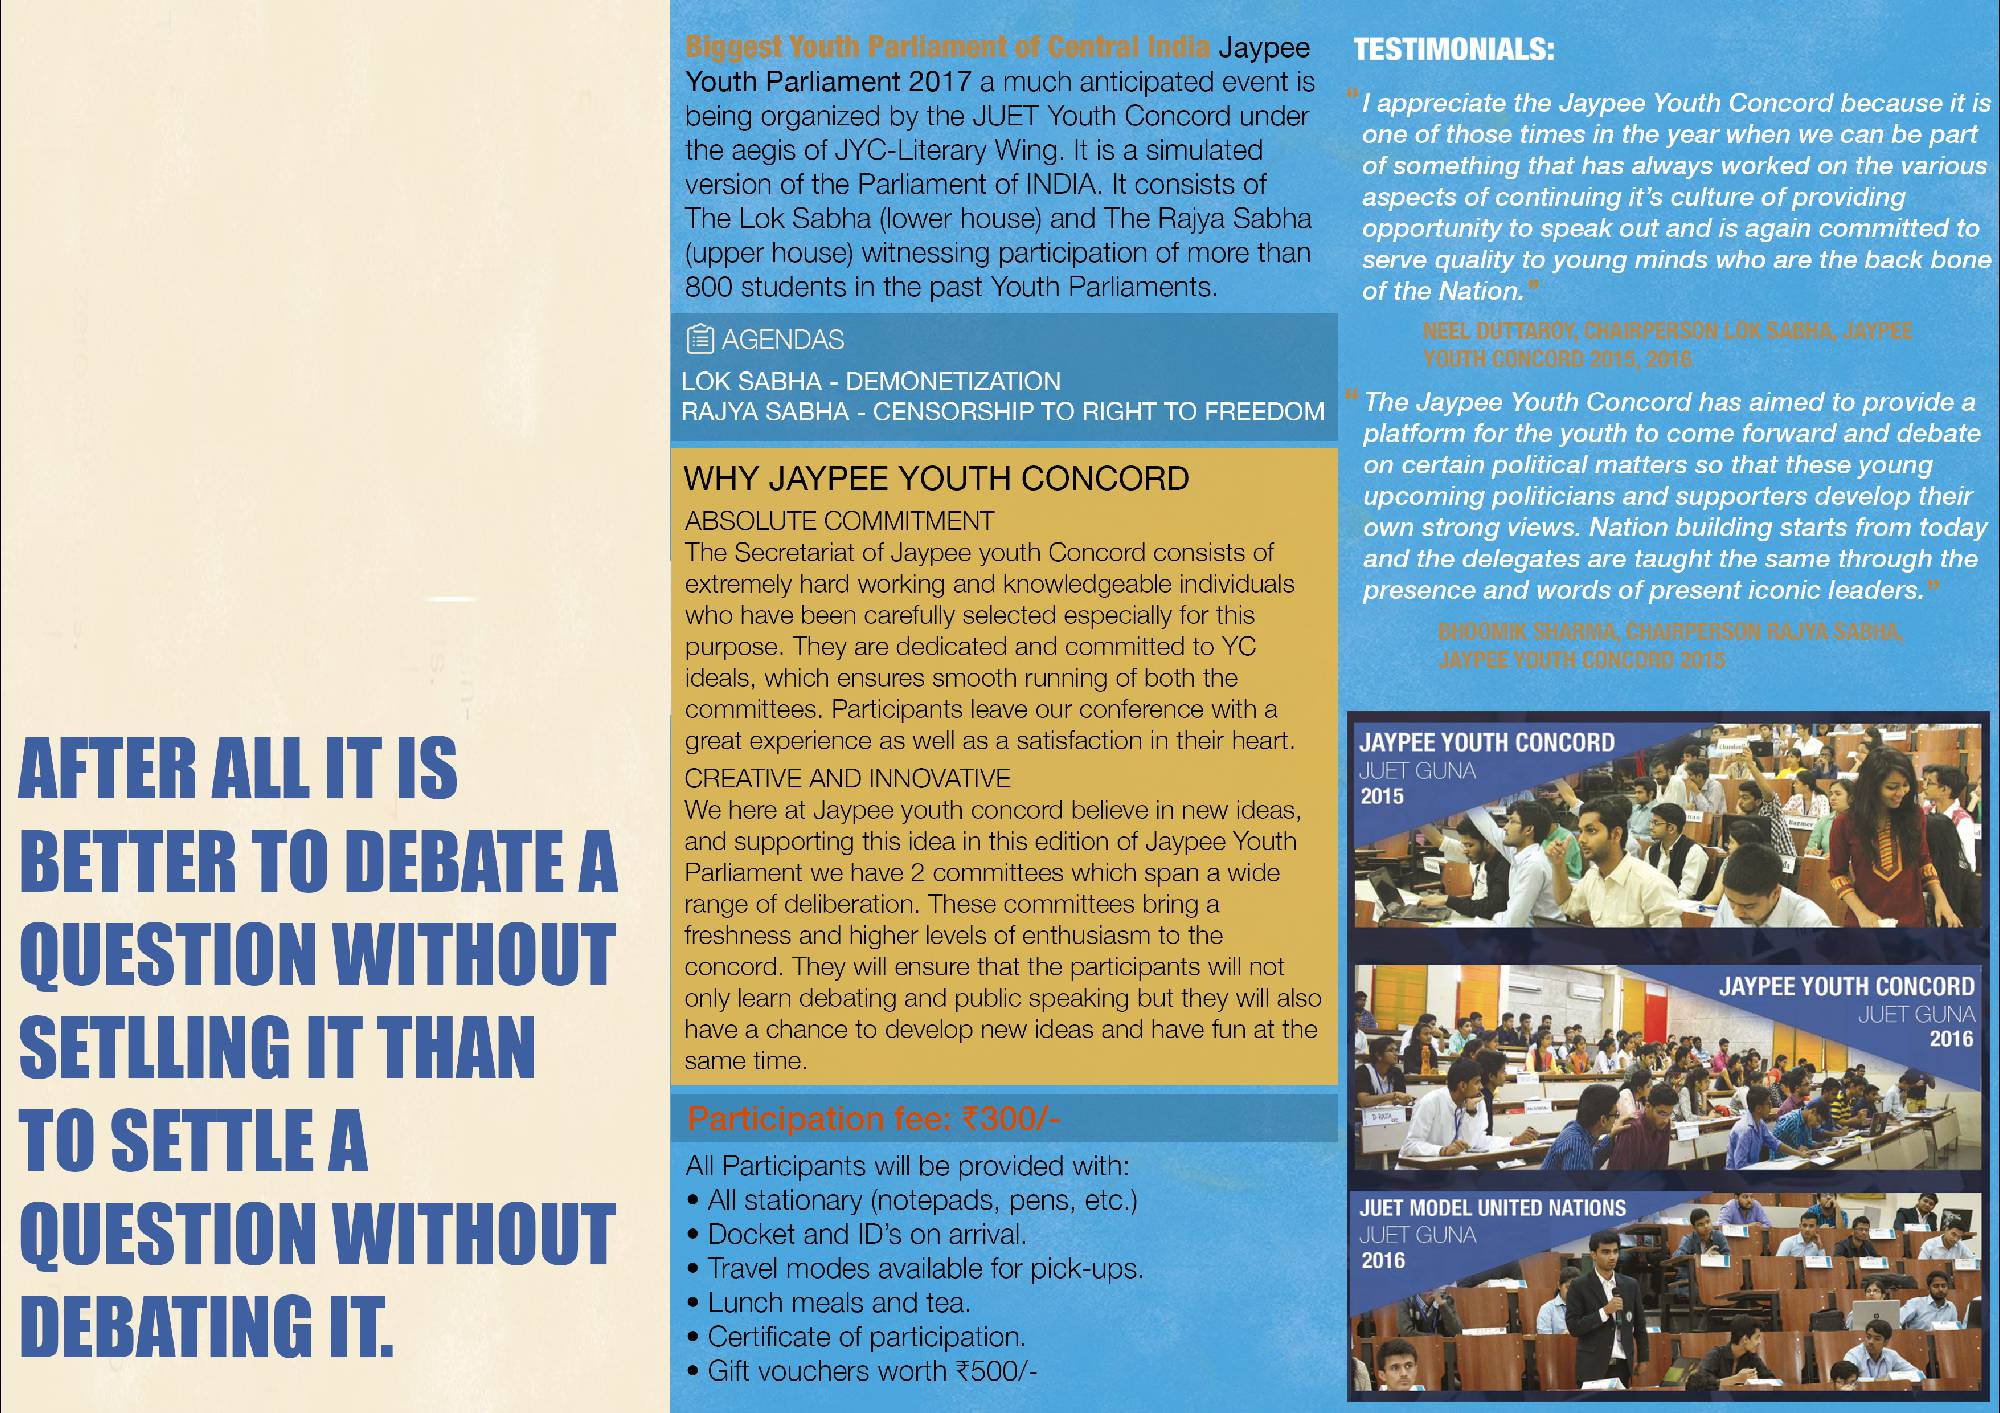 AFTER ALL IT IS
BETTER TO DEBATE A
QUESTION WITHOUT
SETLLING IT THAN
TO SETTLE A
QUESTION WITHOUT
DEBATING IT.
Biggest Youth Parliament of Central India Jaypee
Youth Parliament 2017 a much anticipated event is
being organized by the JUET Youth Concord under
the aegis of JYC-Literary Wing. It is a simulated
version of the Parliament of INDIA. It consists of
The Lok Sabha (lower house) and The Rajya Sabha
(upper house) witnessing participation of more than
800 students in the past Youth Parliaments.
AGENDAS
LOK SABHA - DEMONETIZATION
RAJYA SABHA - CENSORSHIP TO RIGHT TO FREEDOM
WHY JAYPEE YOUTH CONCORD
ABSOLUTE COMMITMENT
The Secretariat of Jaypee youth Concord consists of
extremely hard working and knowledgeable individuals
who have been carefully selected especially for this
purpose. They are dedicated and committed to YC
ideals, which ensures smooth running of both the
committees. Participants leave our conference with a
great experience as well as a satisfaction in their heart.
CREATIVE AND INNOVATIVE
We here at Jaypee youth concord believe in new ideas,
and supporting this idea in this edition of Jaypee Youth
Parliament we have 2 committees which span a wide
range of deliberation. These committees bring a
freshness and higher levels of enthusiasm to the
concord. They will ensure that the participants will not
only learn debating and public speaking but they will also
have a chance to develop new ideas and have fun at the
same time.
Participation fee: ₹300/-
All Participants will be provided with:
• All stationary (notepads, pens, etc.)
• Docket and ID’s on arrival.
• Travel modes available for pick-ups.
• Lunch meals and tea.
• Certificate of participation.
• Gift vouchers worth ₹500/-
TESTIMONIALS:
“I appreciate the Jaypee Youth Concord because it is
one of those times in the year when we can be part
of something that has always worked on the various
aspects of continuing it’s culture of providing
opportunity to speak out and is again committed to
serve quality to young minds who are the back bone
of the Nation.”
NEEL DUTTAROY, CHAIRPERSON LOK SABHA, JAYPEE
YOUTH CONCORD 2015, 2016
“The Jaypee Youth Concord has aimed to provide a
platform for the youth to come forward and debate
on certain political matters so that these young
upcoming politicians and supporters develop their
own strong views. Nation building starts from today
and the delegates are taught the same through the
presence and words of present iconic leaders.”
BHOOMIK SHARMA, CHAIRPERSON RAJYA SABHA,
JAYPEE YOUTH CONCORD 2015
JAYPEE YOUTH CONCORD
JUET GUNA
2015
JAYPEE YOUTH CONCORD
JUET GUNA
2016
JUET MODEL UNITED NATIONS
JUET GUNA
2016